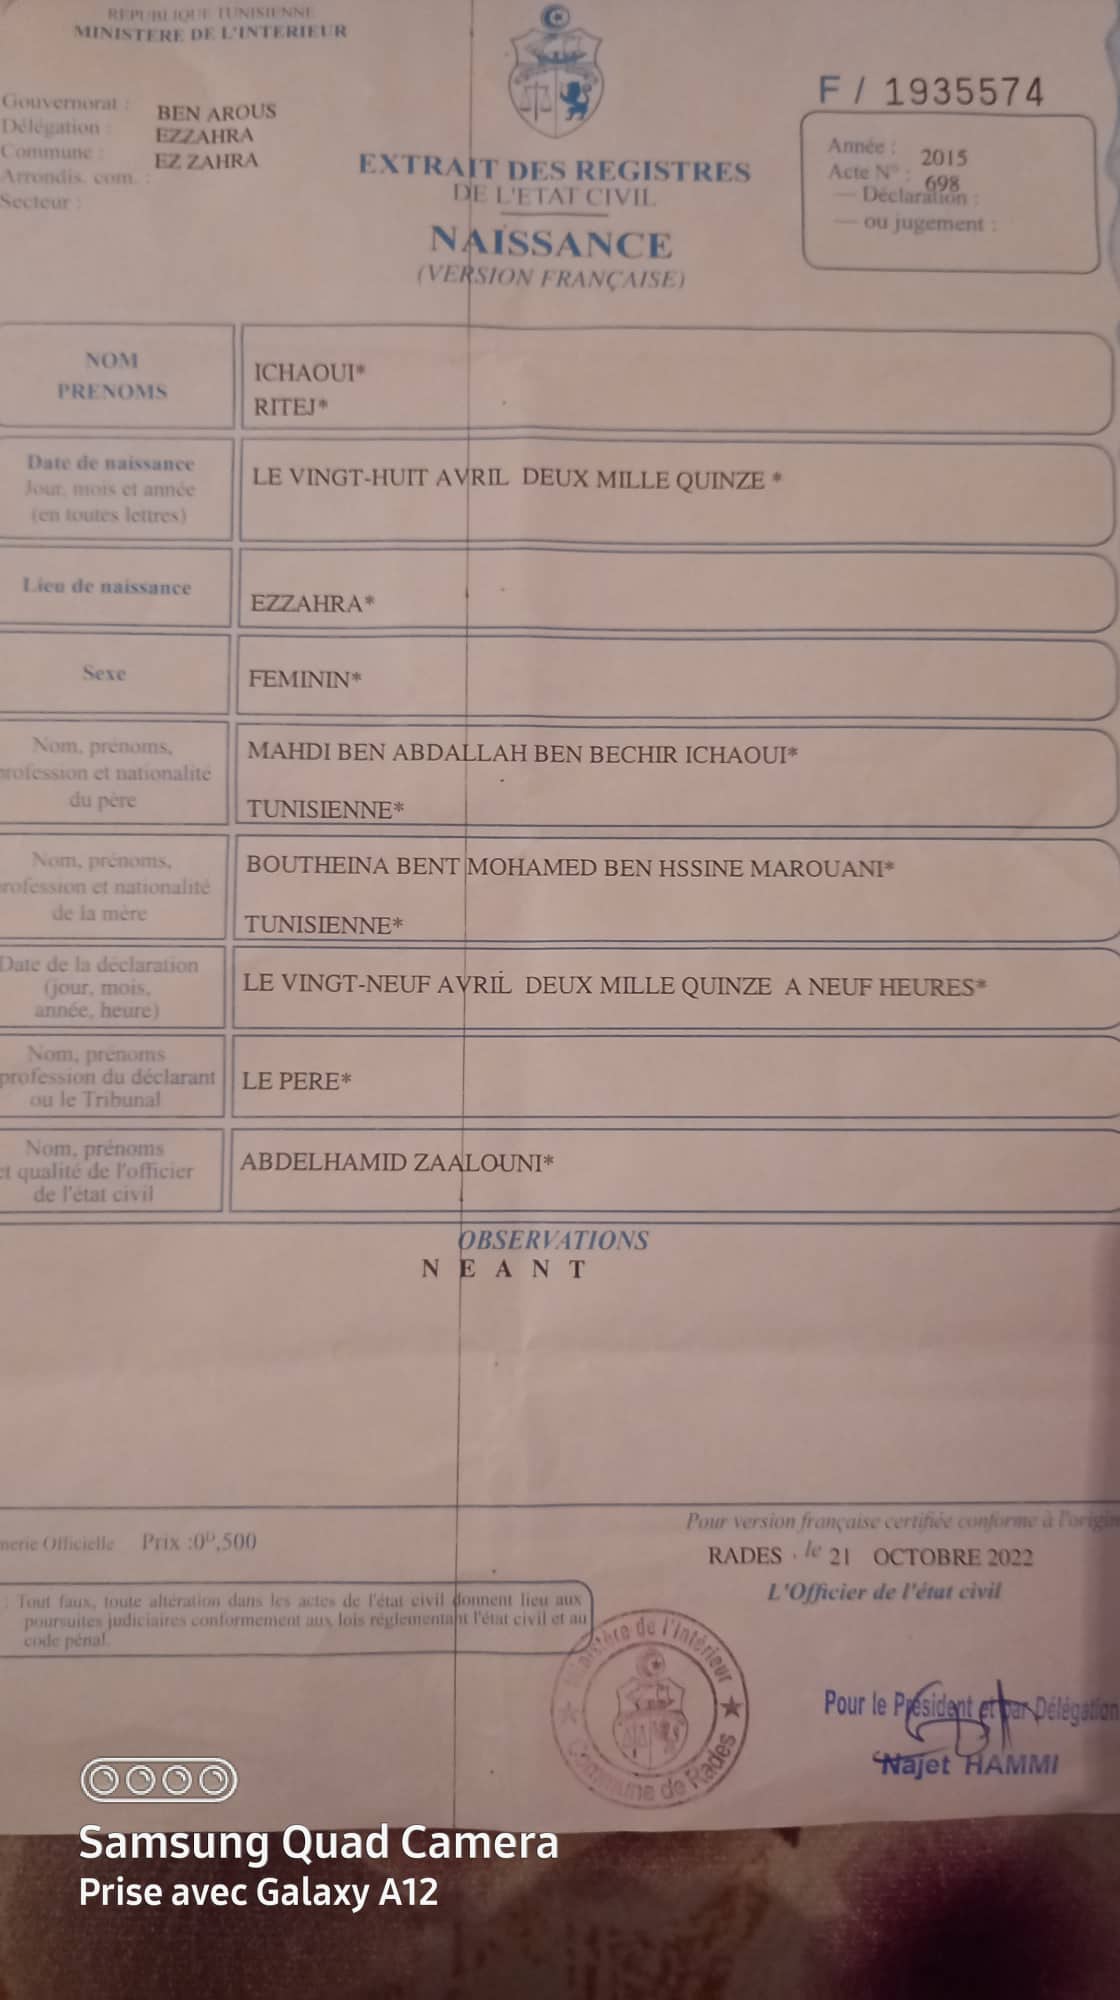 REPUBLIQUE TUNISIENNE
MINISTERE DE L'INTERIEUR
Gouvernorat : BEN AROUS
Délégation : EZZAHRA
Commune : EZ ZAHRA
Arrondis. com. :
Secteur :
EXTRAIT DES REGISTRES
DE L'ETAT CIVIL
NAISSANCE
(VERSION FRANÇAISE)
F / 1935574
Année : 2015
Acte N° : 698
— Déclaration :
— ou jugement :
NOM
PRENOMS
ICHAOUI*
RITEJ*
Date de naissance
Jour, mois et année
(en toutes lettres)
LE VINGT-HUIT AVRIL DEUX MILLE QUINZE *
Lieu de naissance
EZZAHRA*
Sexe
FEMININ*
Nom, prénoms,
profession et nationalité
du père
MAHDI BEN ABDALLAH BEN BECHIR ICHAOUI*
TUNISIENNE*
Nom, prénoms,
profession et nationalité
de la mère
BOUTHEINA BENT MOHAMED BEN HSSINE MAROUANI*
TUNISIENNE*
Date de la déclaration
(jour, mois,
année, heure)
LE VINGT-NEUF AVRIL DEUX MILLE QUINZE A NEUF HEURES*
Nom, prénoms
profession du déclarant
ou le Tribunal
LE PERE*
Nom, prénoms
et qualité de l'officier
de l'état civil
ABDELHAMID ZAALOUNI*
OBSERVATIONS
N E A N T
Officielle Prix :0ᴰ,500
Pour version française certifiée conforme à l'origin
RADES . le 21 OCTOBRE 2022
L'Officier de l'état civil
: Tout faux, toute altération dans les actes de l'état civil donnent lieu aux
poursuites judiciaires conformement aux lois réglementant l'état civil et au
code pénal.
Ministère de l'Intérieur
Commune de Rades
Pour le Président et par Délégation
Najet HAMMI
Samsung Quad Camera
Prise avec Galaxy A12